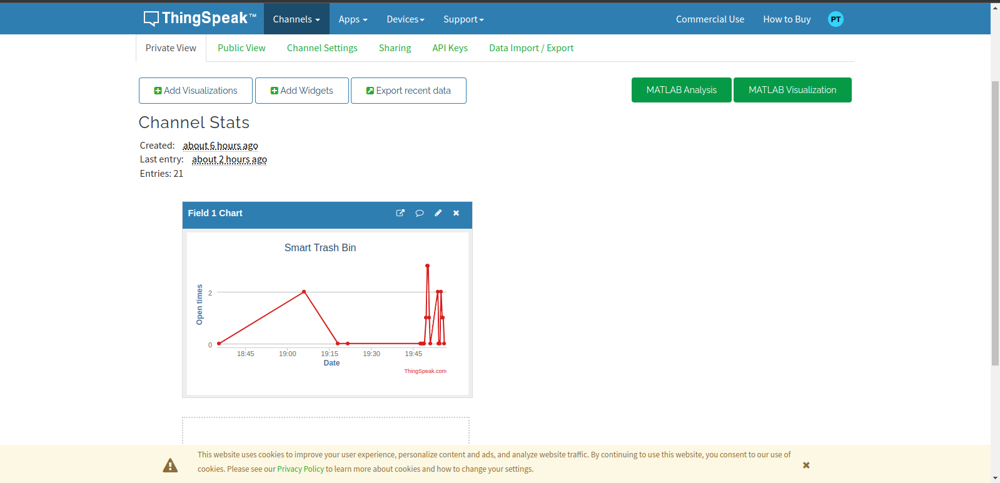 ThingSpeak™ Channels Apps Devices Support Commercial Use How to Buy PT
Private View Public View Channel Settings Sharing API Keys Data Import / Export
Add Visualizations Add Widgets Export recent data MATLAB Analysis MATLAB Visualization
Channel Stats
Created: about 6 hours ago
Last entry: about 2 hours ago
Entries: 21
Field 1 Chart
Smart Trash Bin
Open times
2
0
18:45 19:00 19:15 19:30 19:45
Date
ThingSpeak.com
This website uses cookies to improve your user experience, personalize content and ads, and analyze website traffic. By continuing to use this website, you consent to our use of
cookies. Please see our Privacy Policy to learn more about cookies and how to change your settings.